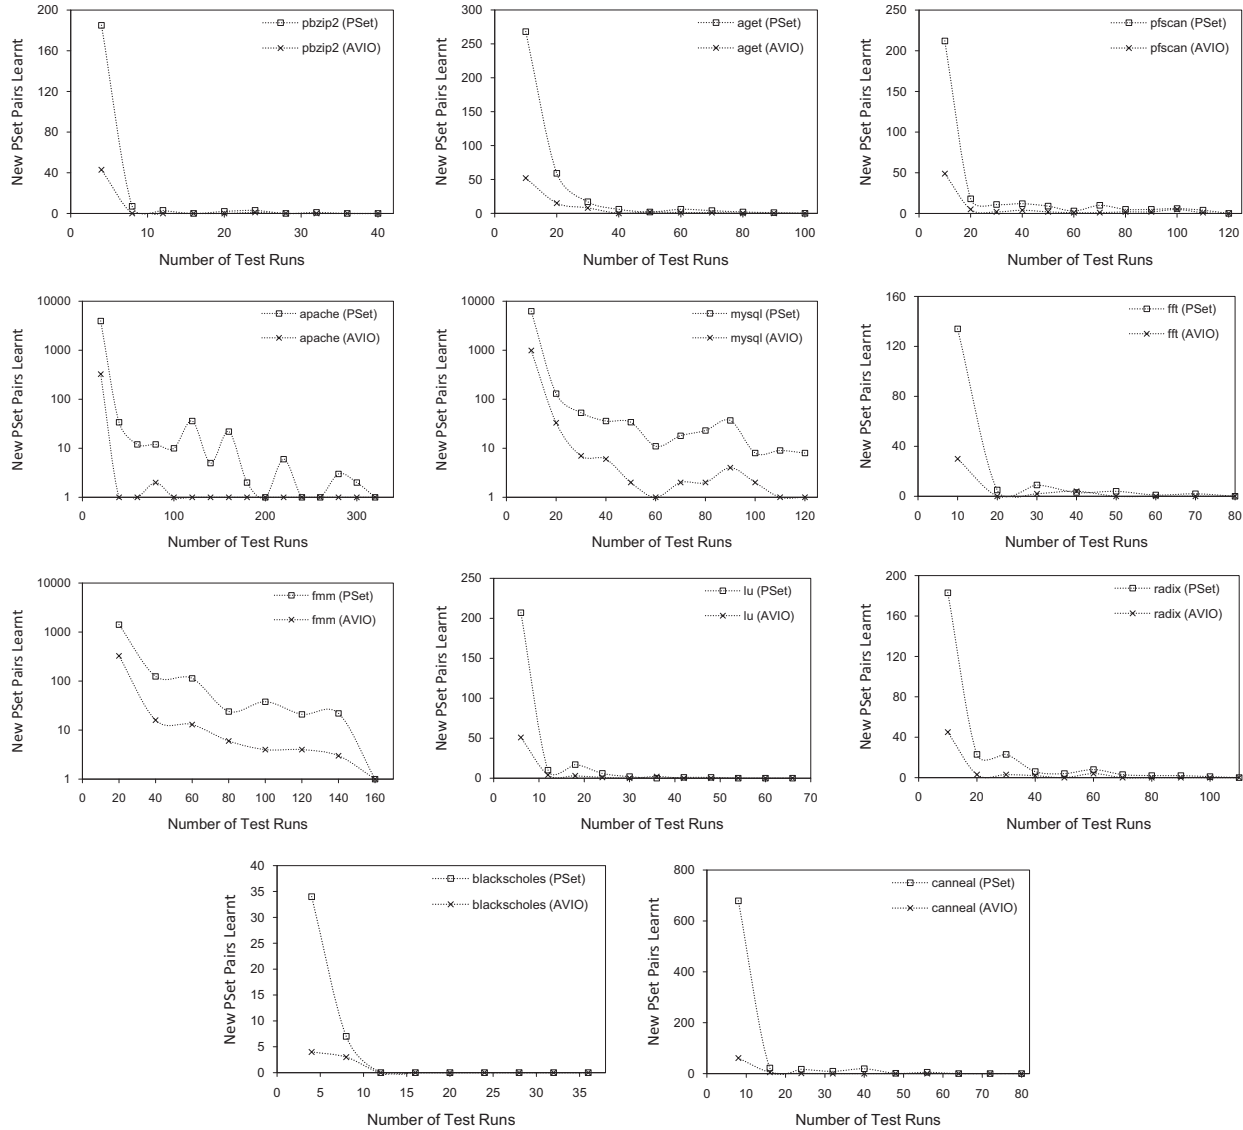 New PSet Pairs Learnt
200
160
120
80
40
0
0 10 20 30 40
Number of Test Runs
pbzip2 (PSet)
pbzip2 (AVIO)
New PSet Pairs Learnt
300
250
200
150
100
50
0
0 20 40 60 80 100
Number of Test Runs
aget (PSet)
aget (AVIO)
New PSet Pairs Learnt
250
200
150
100
50
0
0 20 40 60 80 100 120
Number of Test Runs
pfscan (PSet)
pfscan (AVIO)
New PSet Pairs Learnt
10000
1000
100
10
1
0 100 200 300
Number of Test Runs
apache (PSet)
apache (AVIO)
New PSet Pairs Learnt
10000
1000
100
10
1
0 20 40 60 80 100 120
Number of Test Runs
mysql (PSet)
mysql (AVIO)
New PSet Pairs Learnt
160
120
80
40
0
0 10 20 30 40 50 60 70 80
Number of Test Runs
fft (PSet)
fft (AVIO)
New PSet Pairs Learnt
10000
1000
100
10
1
0 20 40 60 80 100 120 140 160
Number of Test Runs
fmm (PSet)
fmm (AVIO)
New PSet Pairs Learnt
250
200
150
100
50
0
0 10 20 30 40 50 60 70
Number of Test Runs
lu (PSet)
lu (AVIO)
New PSet Pairs Learnt
200
160
120
80
40
0
0 20 40 60 80 100
Number of Test Runs
radix (PSet)
radix (AVIO)
New PSet Pairs Learnt
40
35
30
25
20
15
10
5
0
0 5 10 15 20 25 30 35
Number of Test Runs
blackscholes (PSet)
blackscholes (AVIO)
New PSet Pairs Learnt
800
600
400
200
0
0 10 20 30 40 50 60 70 80
Number of Test Runs
canneal (PSet)
canneal (AVIO)